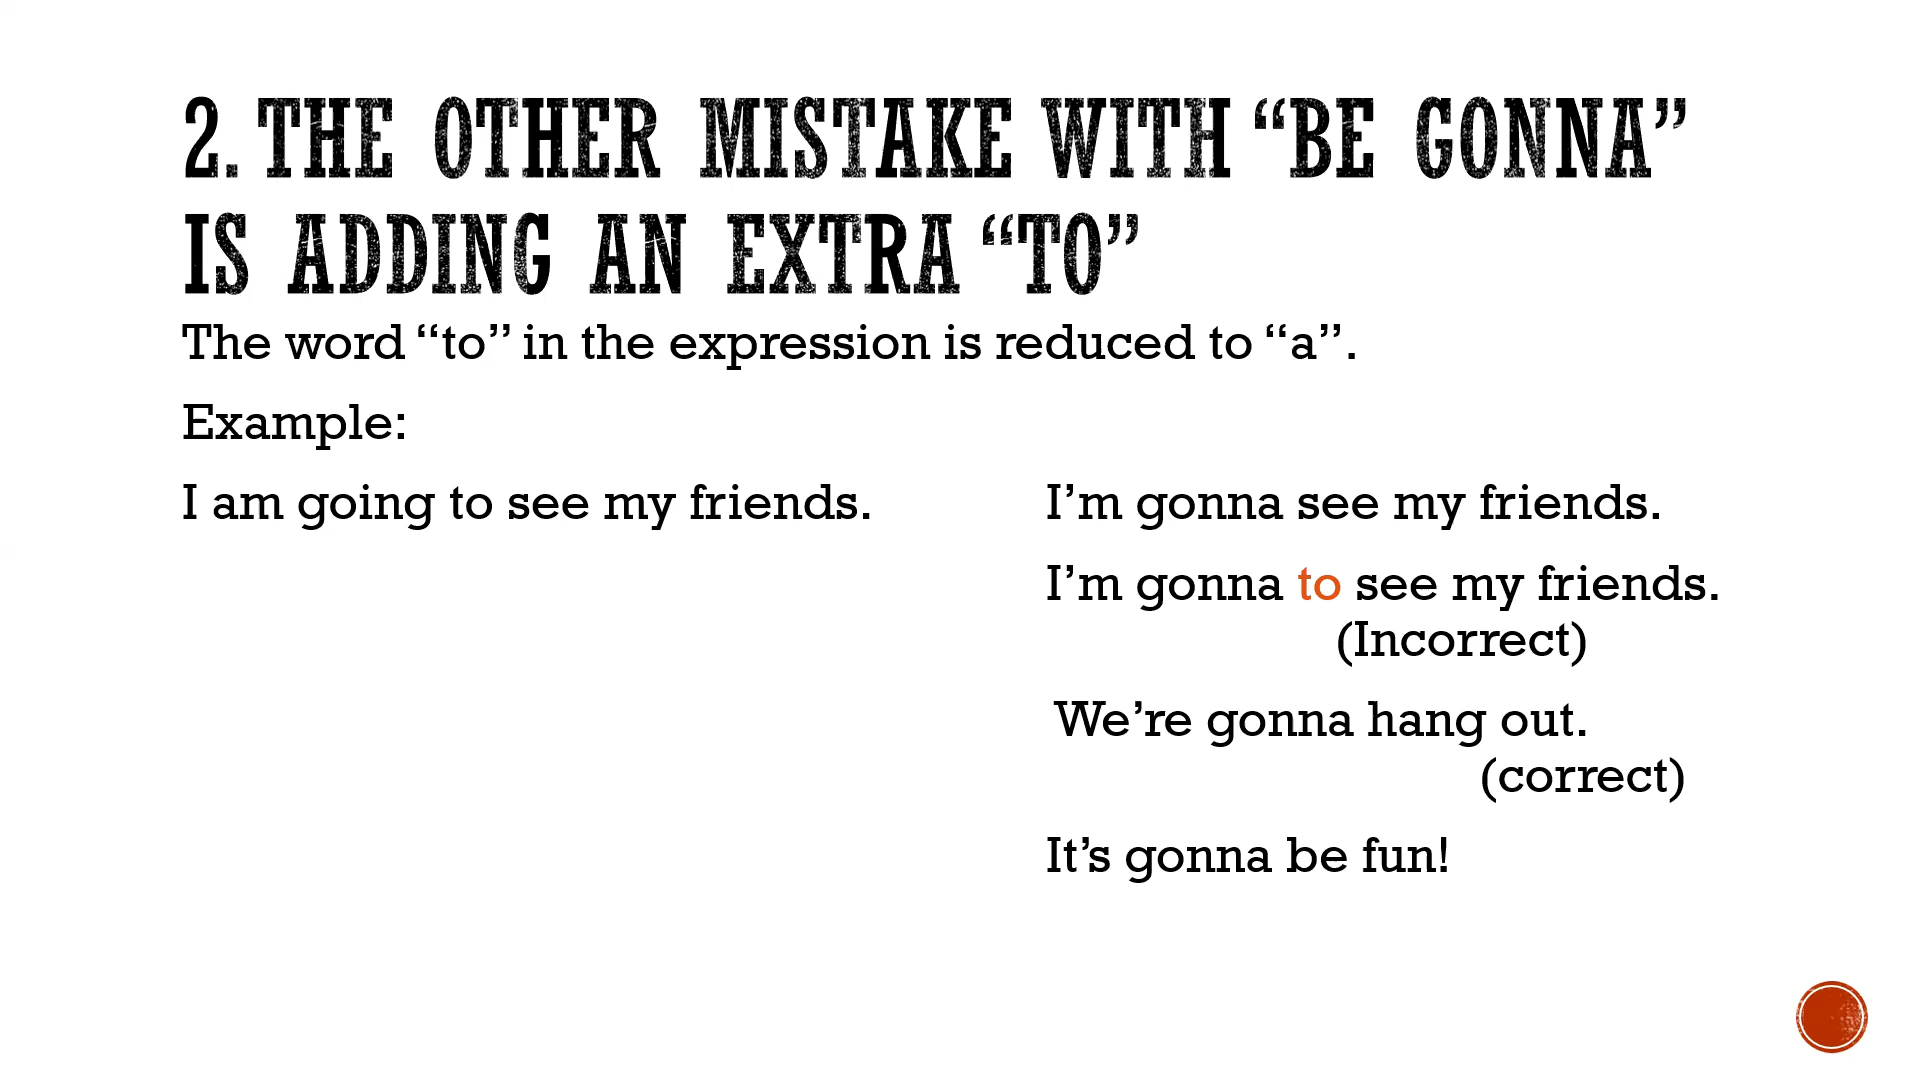 2. THE OTHER MISTAKE WITH “BE GONNA”
IS ADDING AN EXTRA “TO”
The word “to” in the expression is reduced to “a”.
Example:
I am going to see my friends.
I’m gonna see my friends.
I’m gonna to see my friends.
(Incorrect)
We’re gonna hang out.
(correct)
It’s gonna be fun!